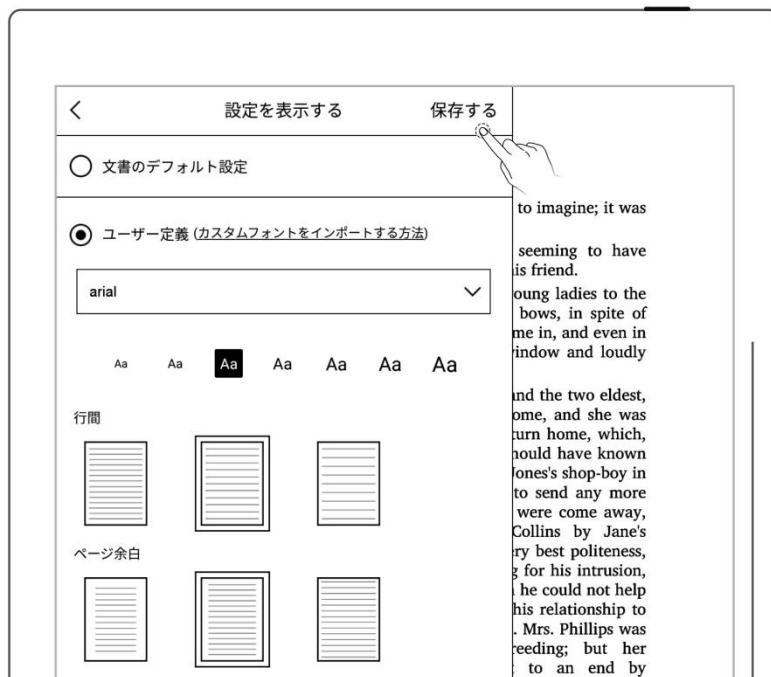 設定を表示する 保存する
文書のデフォルト設定
ユーザー定義 (カスタムフォントをインポートする方法)
arial
Aa Aa Aa Aa Aa Aa Aa
行間
ページ余白
to imagine; it was
seeming to have
is friend.
oung ladies to the
bows, in spite of
me in, and even in
indow and loudly
and the two eldest,
ome, and she was
turn home, which,
hould have known
Jones's shop-boy in
to send any more
were come away,
Collins by Jane's
ery best politeness,
for his intrusion,
he could not help
his relationship to
. Mrs. Phillips was
reeding; but her
to an end by